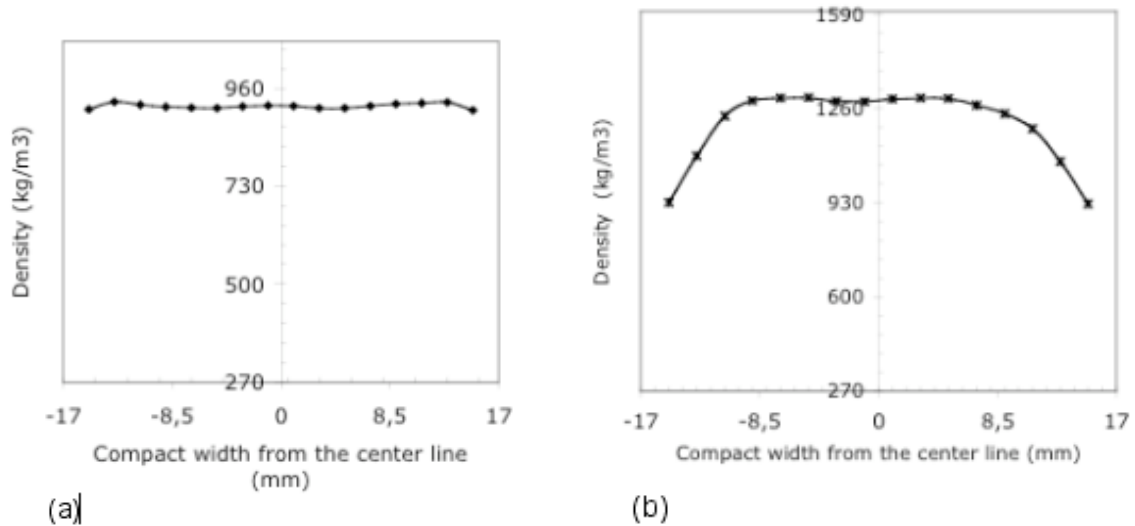 960
730
500
270
-17 -8,5 0 8,5 17
Density (kg/m3)
Compact width from the center line
(mm)
(a)
1590
1260
930
600
270
-17 -8,5 0 8,5 17
Density (kg/m3)
Compact width from the center line (mm)
(b)